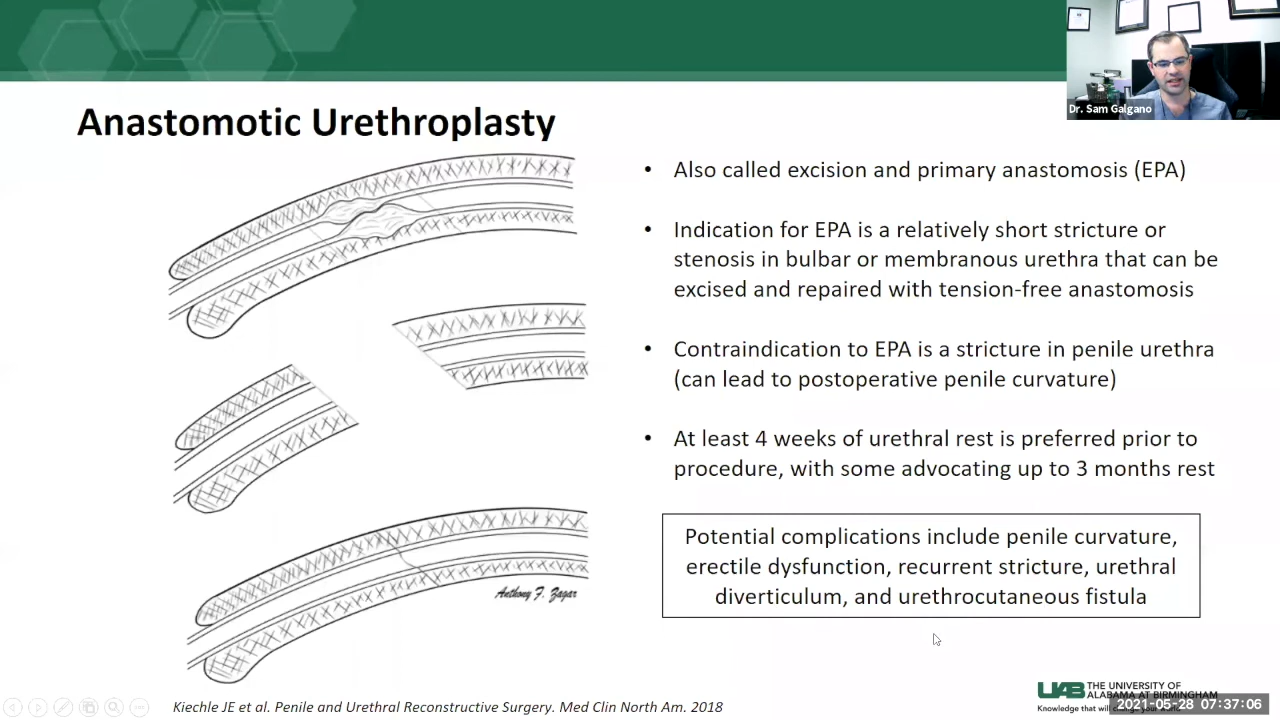 Dr. Sam Galgano
Anastomotic Urethroplasty
• Also called excision and primary anastomosis (EPA)
• Indication for EPA is a relatively short stricture or
stenosis in bulbar or membranous urethra that can be
excised and repaired with tension-free anastomosis
• Contraindication to EPA is a stricture in penile urethra
(can lead to postoperative penile curvature)
• At least 4 weeks of urethral rest is preferred prior to
procedure, with some advocating up to 3 months rest
Potential complications include penile curvature,
erectile dysfunction, recurrent stricture, urethral
diverticulum, and urethrocutaneous fistula
Anthony F. Zagar
Kiechle JE et al. Penile and Urethral Reconstructive Surgery. Med Clin North Am. 2018
UAB THE UNIVERSITY OF
ALABAMA AT BIRMINGHAM
Knowledge that will
2021-05-28 07:37:06